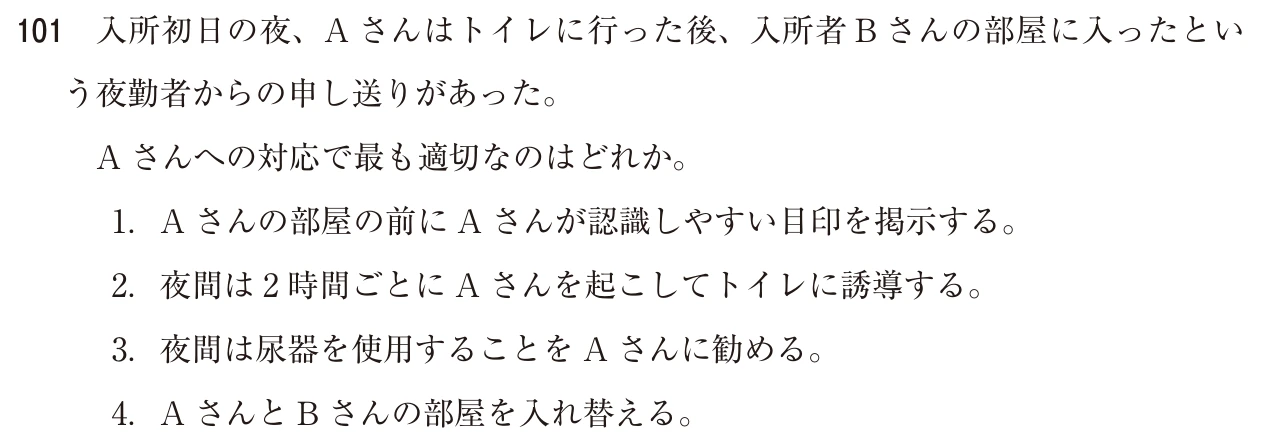 101 入所初日の夜、Aさんはトイレに行った後、入所者Bさんの部屋に入ったとい
う夜勤者からの申し送りがあった。
Aさんへの対応で最も適切なのはどれか。
1. Aさんの部屋の前にAさんが認識しやすい目印を掲示する。
2. 夜間は2時間ごとにAさんを起こしてトイレに誘導する。
3. 夜間は尿器を使用することをAさんに勧める。
4. AさんとBさんの部屋を入れ替える。